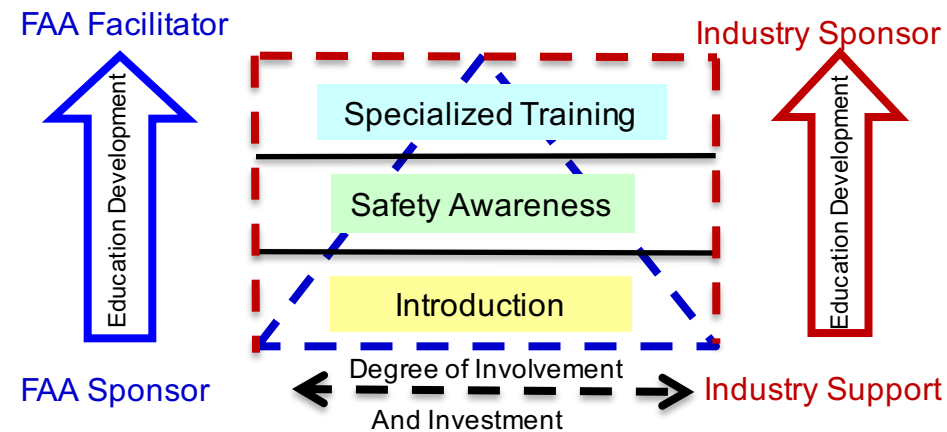 FAA Facilitator
Industry Sponsor
Education Development
Specialized Training
Safety Awareness
Introduction
Education Development
FAA Sponsor
Degree of Involvement
And Investment
Industry Support